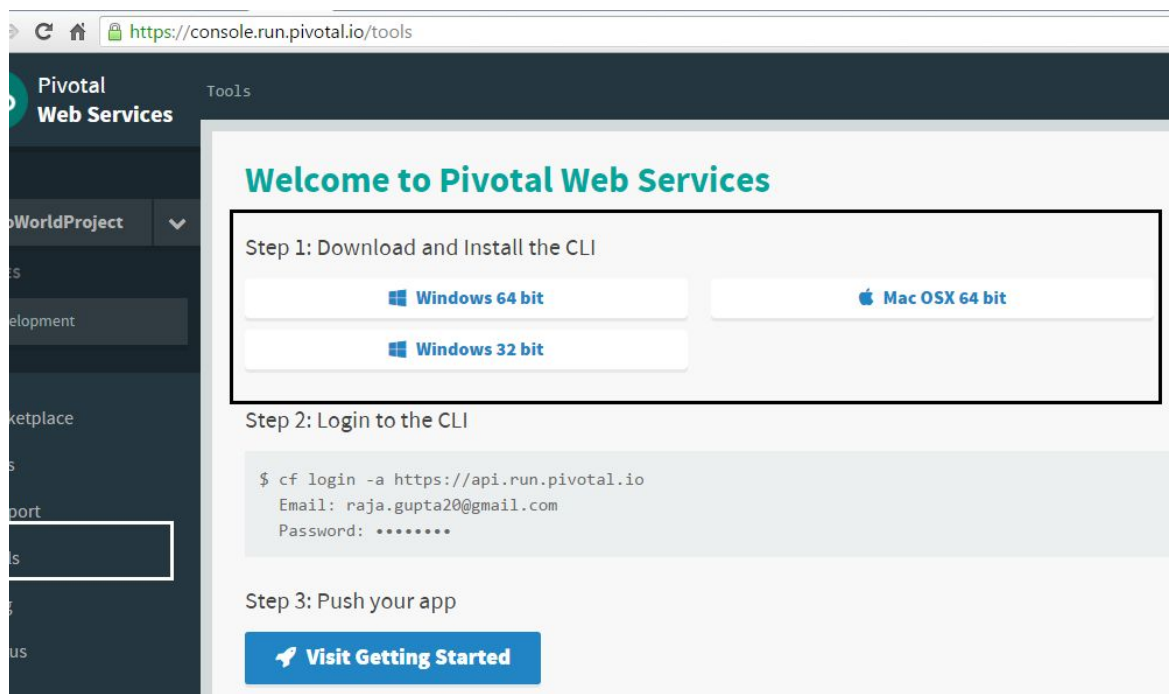 https://console.run.pivotal.io/tools
Pivotal
Web Services
Tools
Welcome to Pivotal Web Services
oWorldProject
Step 1: Download and Install the CLI
ES
Windows 64 bit
Mac OSX 64 bit
elopment
Windows 32 bit
ketplace
Step 2: Login to the CLI
s
$ cf login -a https://api.run.pivotal.io
Email: raja.gupta20@gmail.com
port
Password: ••••••••
ls
Step 3: Push your app
g
us
Visit Getting Started